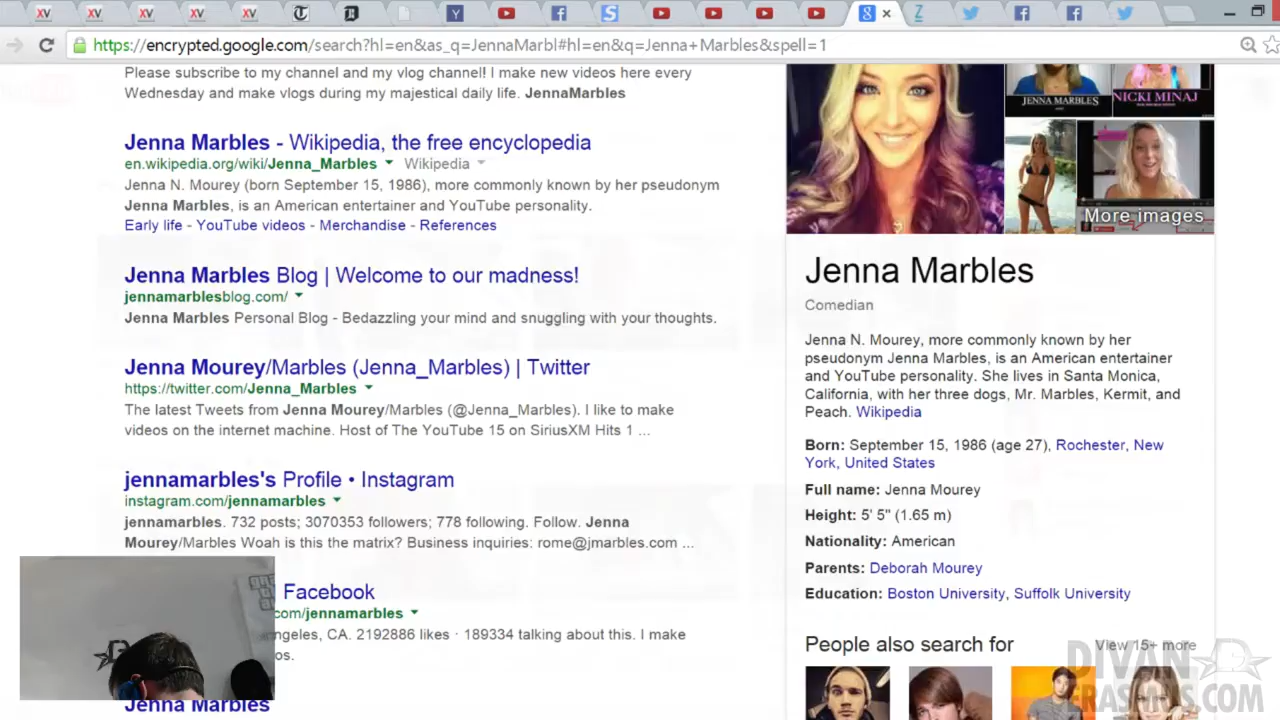 https://encrypted.google.com/search?hl=en&as_q=JennaMarbl#hl=en&q=Jenna+Marbles&spell=1
Please subscribe to my channel and my vlog channel! I make new videos here every
Wednesday and make vlogs during my majestical daily life. JennaMarbles
Jenna Marbles - Wikipedia, the free encyclopedia
en.wikipedia.org/wiki/Jenna_Marbles Wikipedia
Jenna N. Mourey (born September 15, 1986), more commonly known by her pseudonym
Jenna Marbles, is an American entertainer and YouTube personality.
Early life - YouTube videos - Merchandise - References
Jenna Marbles Blog | Welcome to our madness!
jennamarblesblog.com/
Jenna Marbles Personal Blog - Bedazzling your mind and snuggling with your thoughts.
Jenna Mourey/Marbles (Jenna_Marbles) | Twitter
https://twitter.com/Jenna_Marbles
The latest Tweets from Jenna Mourey/Marbles (@Jenna_Marbles). I like to make
videos on the internet machine. Host of The YouTube 15 on SiriusXM Hits 1 ...
jennamarbles's Profile • Instagram
instagram.com/jennamarbles
jennamarbles. 732 posts; 3070353 followers; 778 following. Follow. Jenna
Mourey/Marbles Woah is this the matrix? Business inquiries: rome@jmarbles.com ...
Facebook
com/jennamarbles
ngeles, CA. 2192886 likes · 189334 talking about this. I make
os.
Jenna Marbles
JENNA MARBLES
NICKI MINAJ
More images
Jenna Marbles
Comedian
Jenna N. Mourey, more commonly known by her
pseudonym Jenna Marbles, is an American entertainer
and YouTube personality. She lives in Santa Monica,
California, with her three dogs, Mr. Marbles, Kermit, and
Peach. Wikipedia
Born: September 15, 1986 (age 27), Rochester, New
York, United States
Full name: Jenna Mourey
Height: 5' 5" (1.65 m)
Nationality: American
Parents: Deborah Mourey
Education: Boston University, Suffolk University
People also search for
View 15+ more
DIVAN
ERASMUS.COM